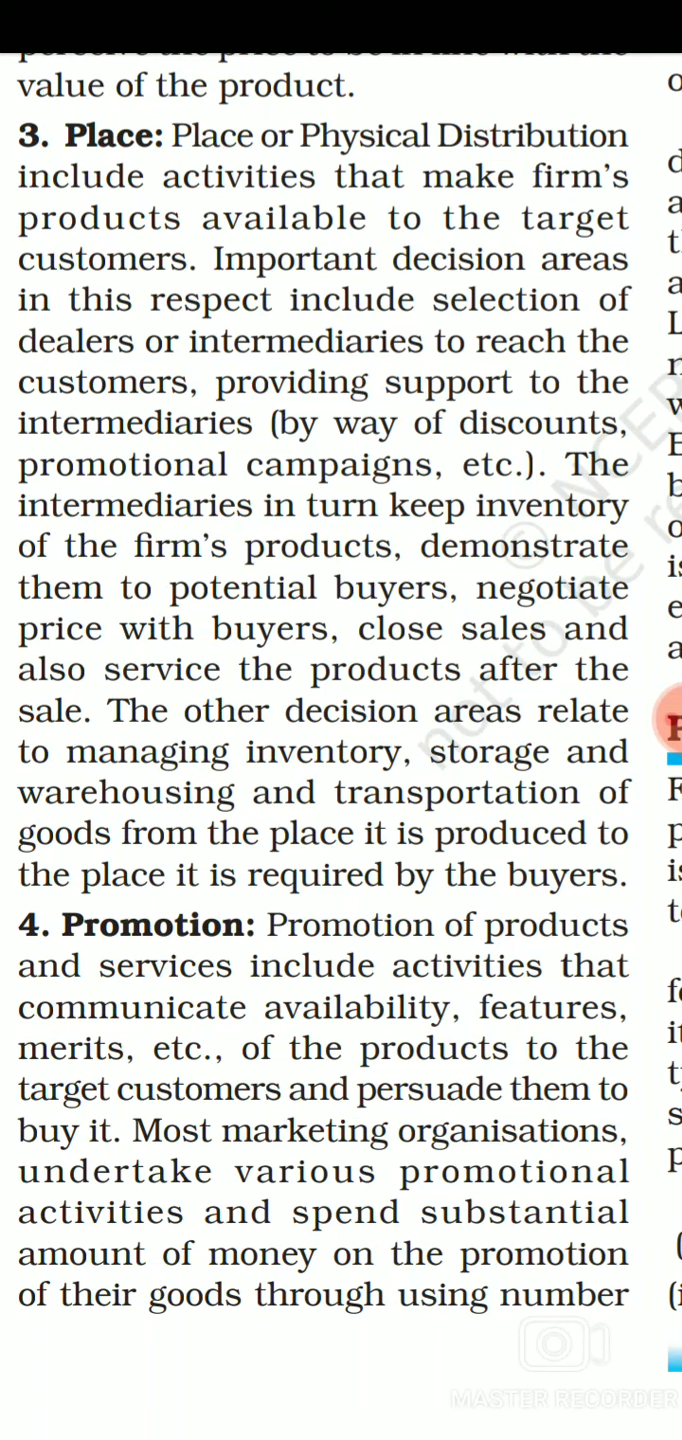 value of the product.
3. Place: Place or Physical Distribution
include activities that make firm's
products available to the target
customers. Important decision areas
in this respect include selection of
dealers or intermediaries to reach the
customers, providing support to the
intermediaries (by way of discounts,
promotional campaigns, etc.). The
intermediaries in turn keep inventory
of the firm's products, demonstrate
them to potential buyers, negotiate
price with buyers, close sales and
also service the products after the
sale. The other decision areas relate
to managing inventory, storage and
warehousing and transportation of
goods from the place it is produced to
the place it is required by the buyers.
4. Promotion: Promotion of products
and services include activities that
communicate availability, features,
merits, etc., of the products to the
target customers and persuade them to
buy it. Most marketing organisations,
undertake various promotional
activities and spend substantial
amount of money on the promotion
of their goods through using number
© NCER
not to be re
MASTER RECORDER